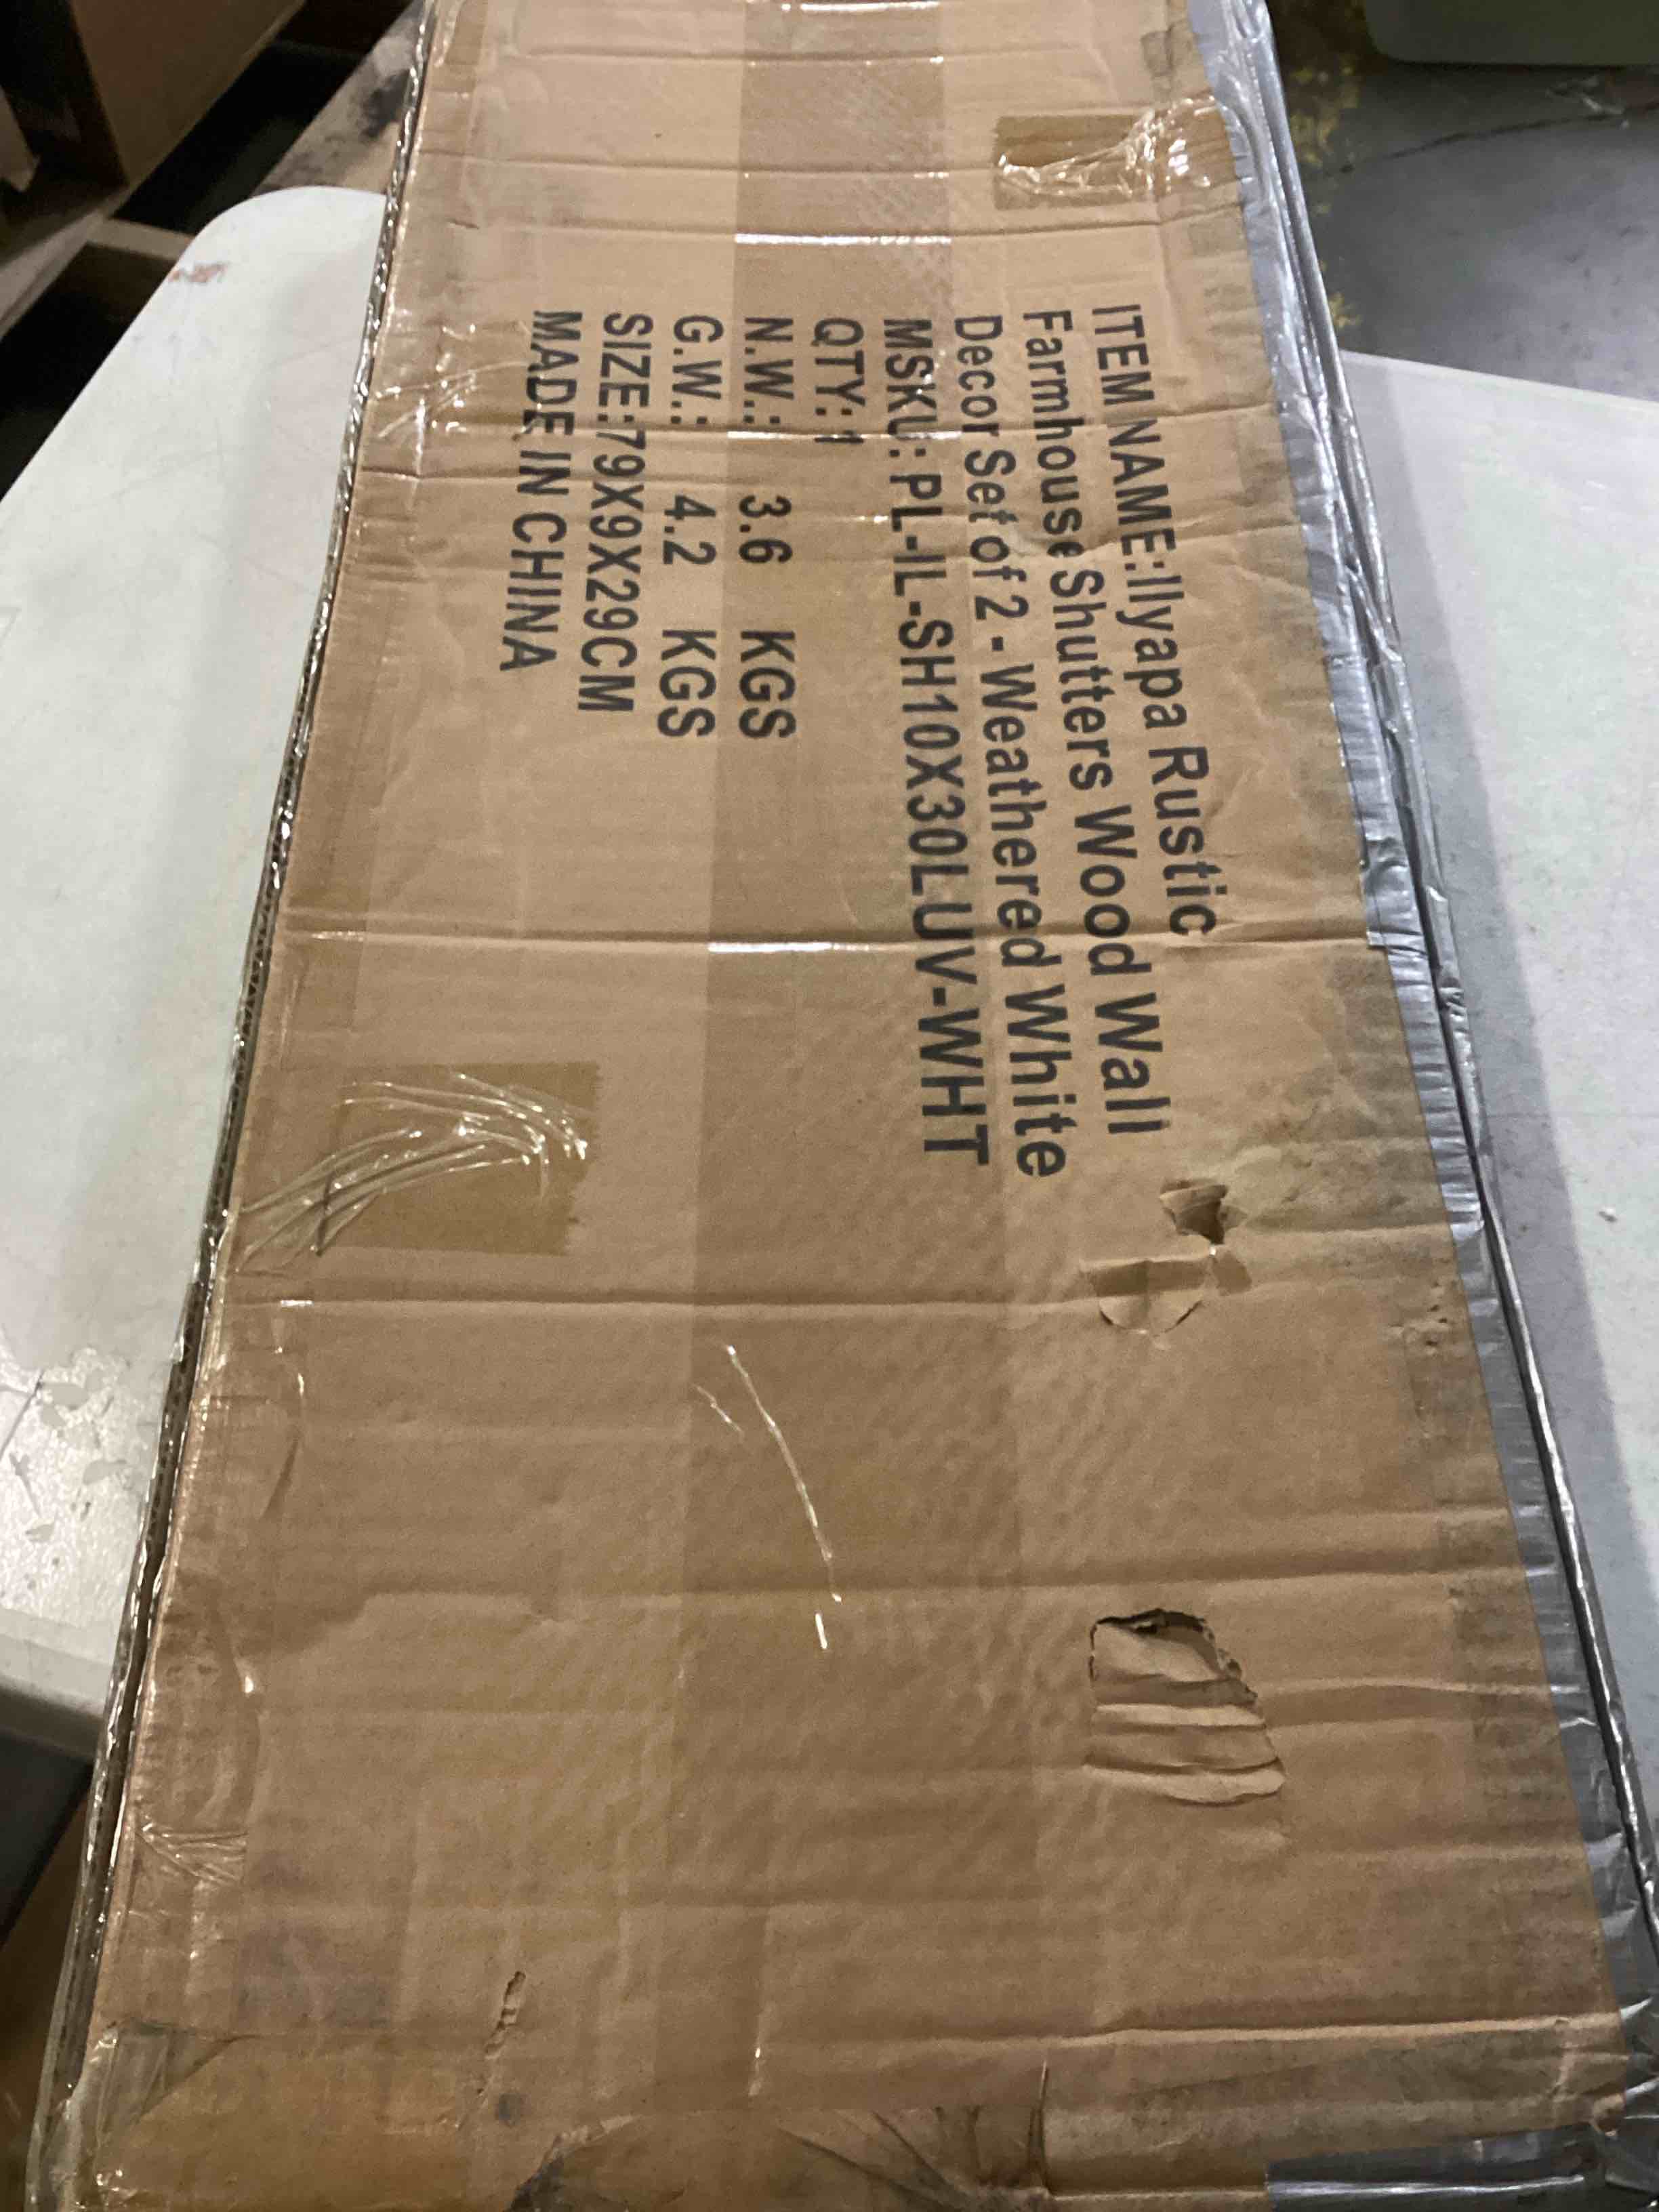 ITEM NAME:Illyapa Rustic
Farmhouse Shutters Wood Wall
Decor Set of 2 - Weathered White
MSKU: PL-IL-SH10X30LUV-WHT
QTY: 1
N.W.: 3.6 KGS
G.W.: 4.2 KGS
SIZE:79X9X29CM
MADE IN CHINA